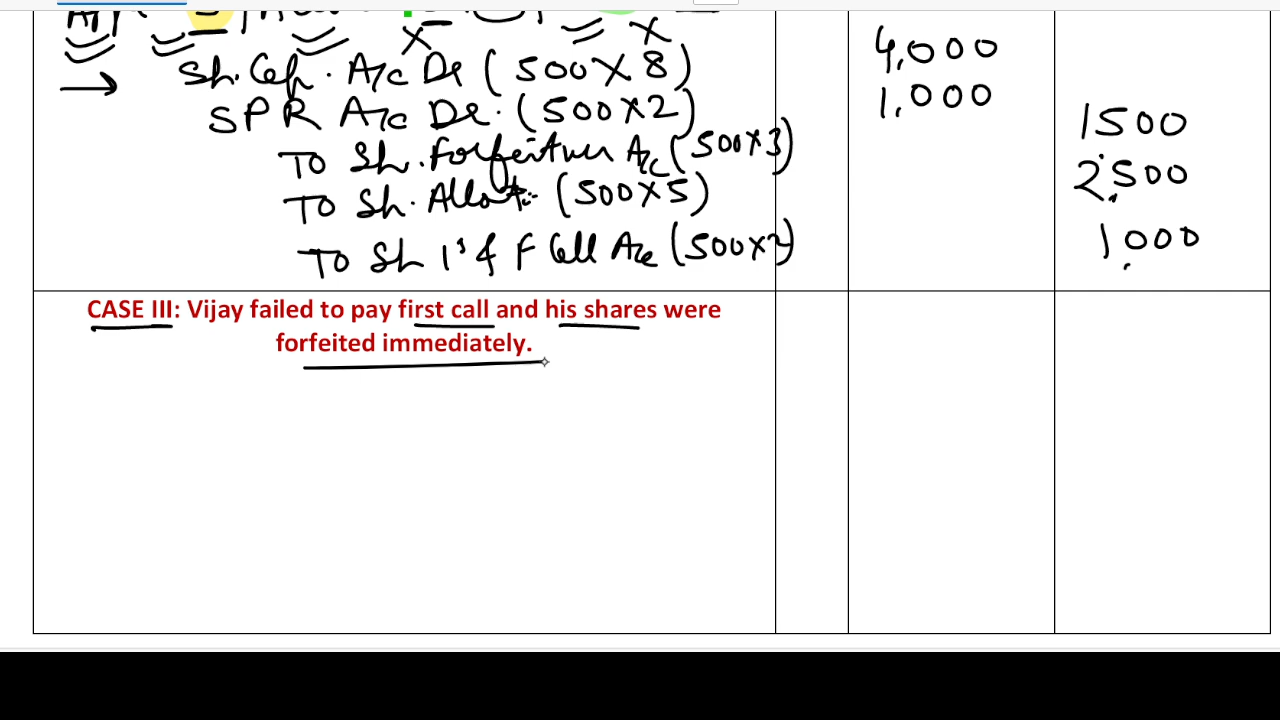 Sh. Cap. A/c Dr (500 X 8) 4,000
SPR A/c Dr. (500 X 2) 1,000
To Sh. Forfeiture A/c (500 X 3) 1500
To Sh. Allot. (500 X 5) 2,500
To Sh 1st & F Call A/c (500 X 2) 1,000
CASE III: Vijay failed to pay first call and his shares were
forfeited immediately.